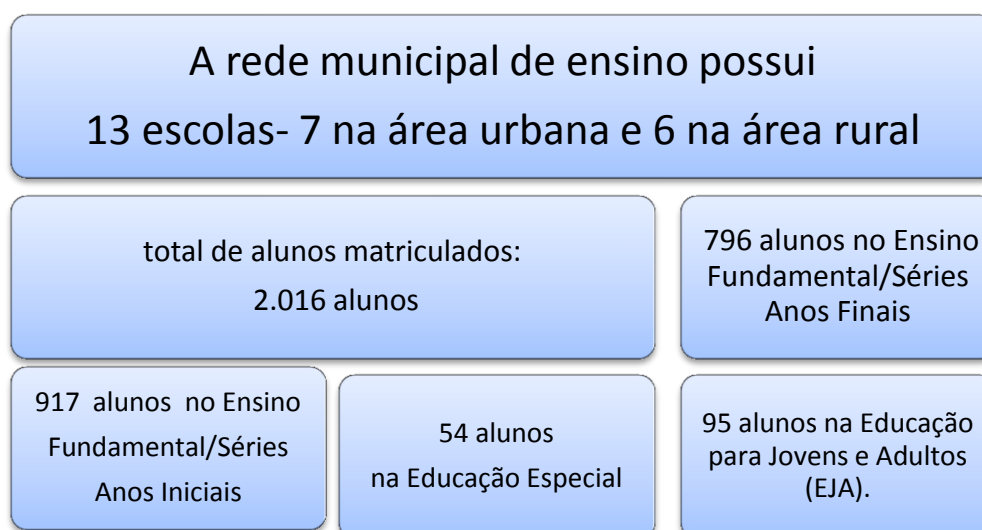 A rede municipal de ensino possui
13 escolas- 7 na área urbana e 6 na área rural
total de alunos matriculados:
2.016 alunos
796 alunos no Ensino
Fundamental/Séries
Anos Finais
917 alunos no Ensino
Fundamental/Séries
Anos Iniciais
54 alunos
na Educação Especial
95 alunos na Educação
para Jovens e Adultos
(EJA).